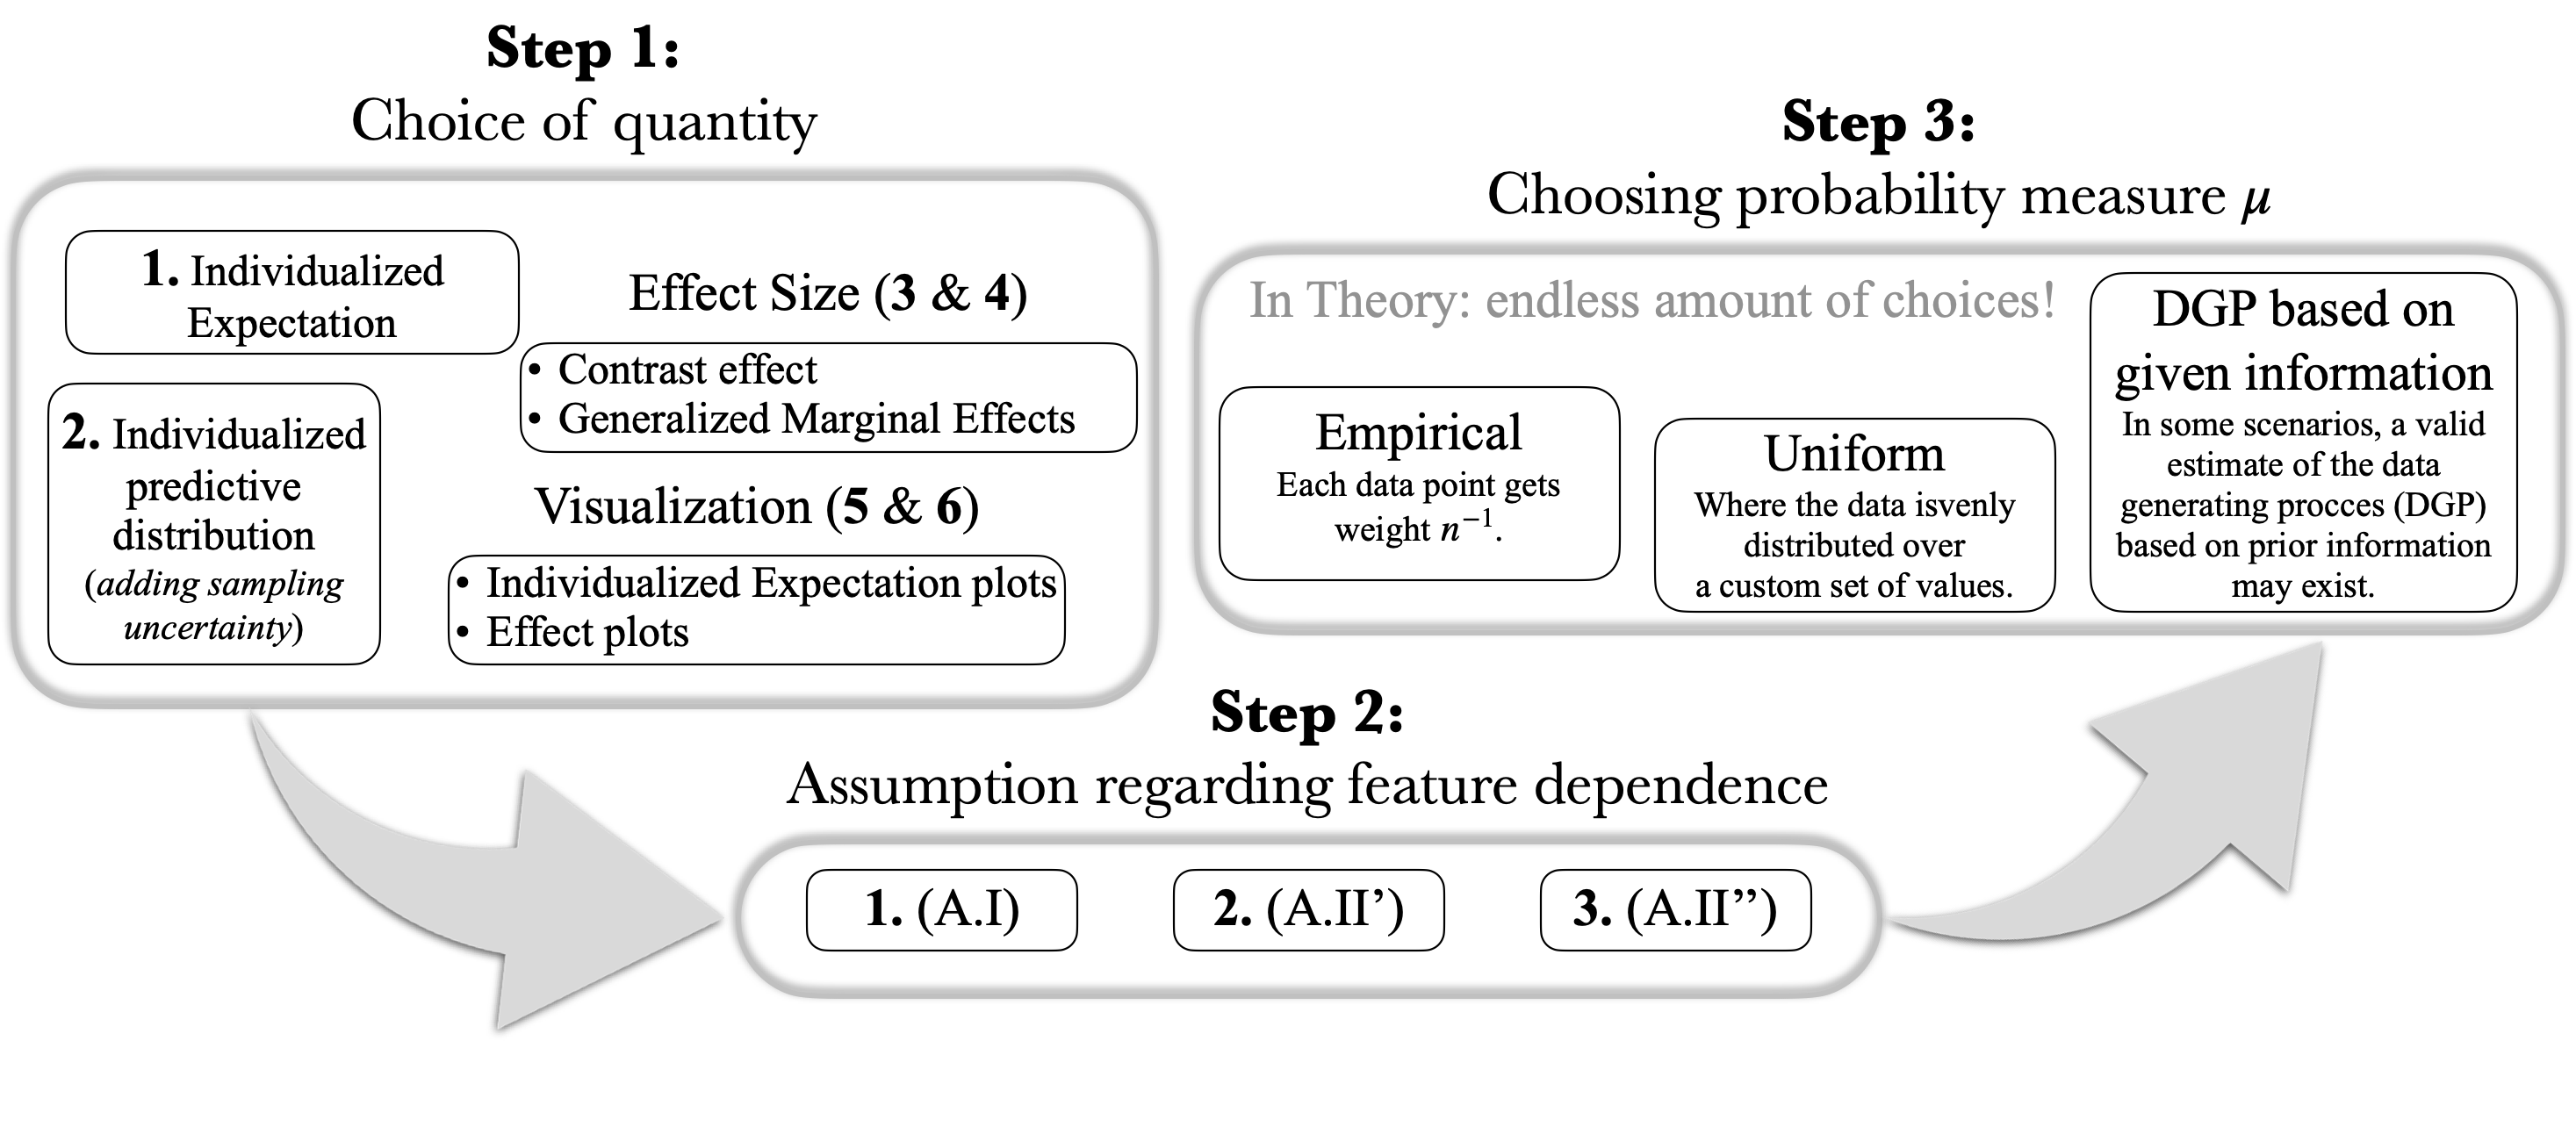 Step 1:
Choice of quantity
1. Individualized
Expectation
2. Individualized
predictive
distribution
(adding sampling
uncertainty)
Effect Size (3 & 4)
• Contrast effect
• Generalized Marginal Effects
Visualization (5 & 6)
• Individualized Expectation plots
• Effect plots
Step 2:
Assumption regarding feature dependence
1. (A.I)
2. (A.II’)
3. (A.II”)
Step 3:
Choosing probability measure μ
In Theory: endless amount of choices!
Empirical
Each data point gets
weight n⁻¹.
Uniform
Where the data isvenly
distributed over
a custom set of values.
DGP based on
given information
In some scenarios, a valid
estimate of the data
generating procces (DGP)
based on prior information
may exist.